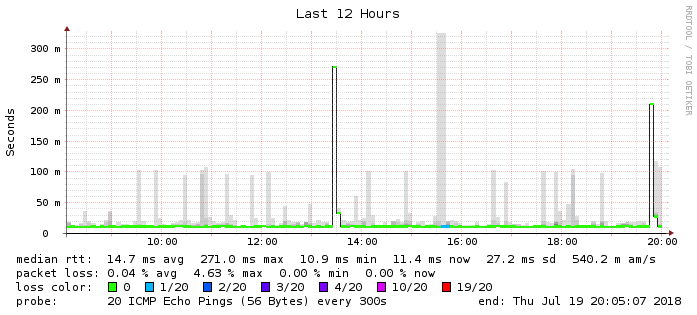 Last 12 Hours
RRDTOOL / TOBI OETIKER
Seconds
300 m
250 m
200 m
150 m
100 m
50 m
0
10:00 12:00 14:00 16:00 18:00 20:00
median rtt: 14.7 ms avg 271.0 ms max 10.9 ms min 11.4 ms now 27.2 ms sd 540.2 m am/s
packet loss: 0.04 % avg 4.63 % max 0.00 % min 0.00 % now
loss color: 0 1/20 2/20 3/20 4/20 10/20 19/20
probe: 20 ICMP Echo Pings (56 Bytes) every 300s end: Thu Jul 19 20:05:07 2018